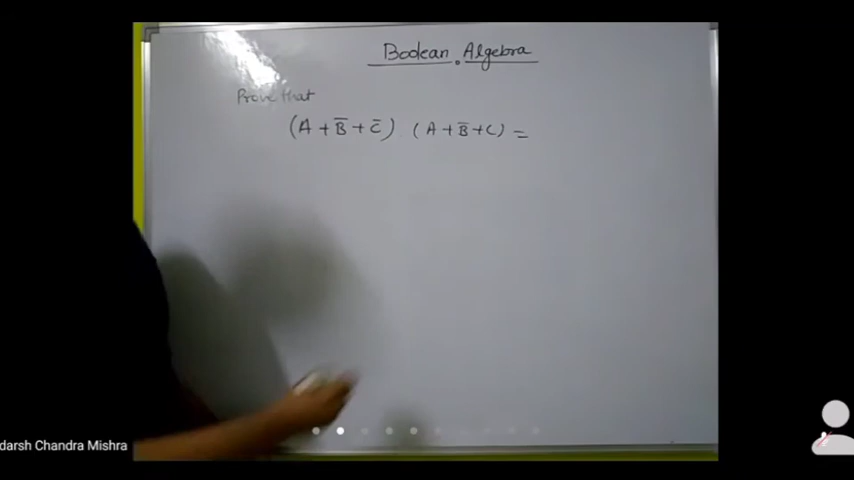 Boolean Algebra
Prove that
(A + B̅ + C̅) . (A + B̅ + C) =
darsh Chandra Mishra